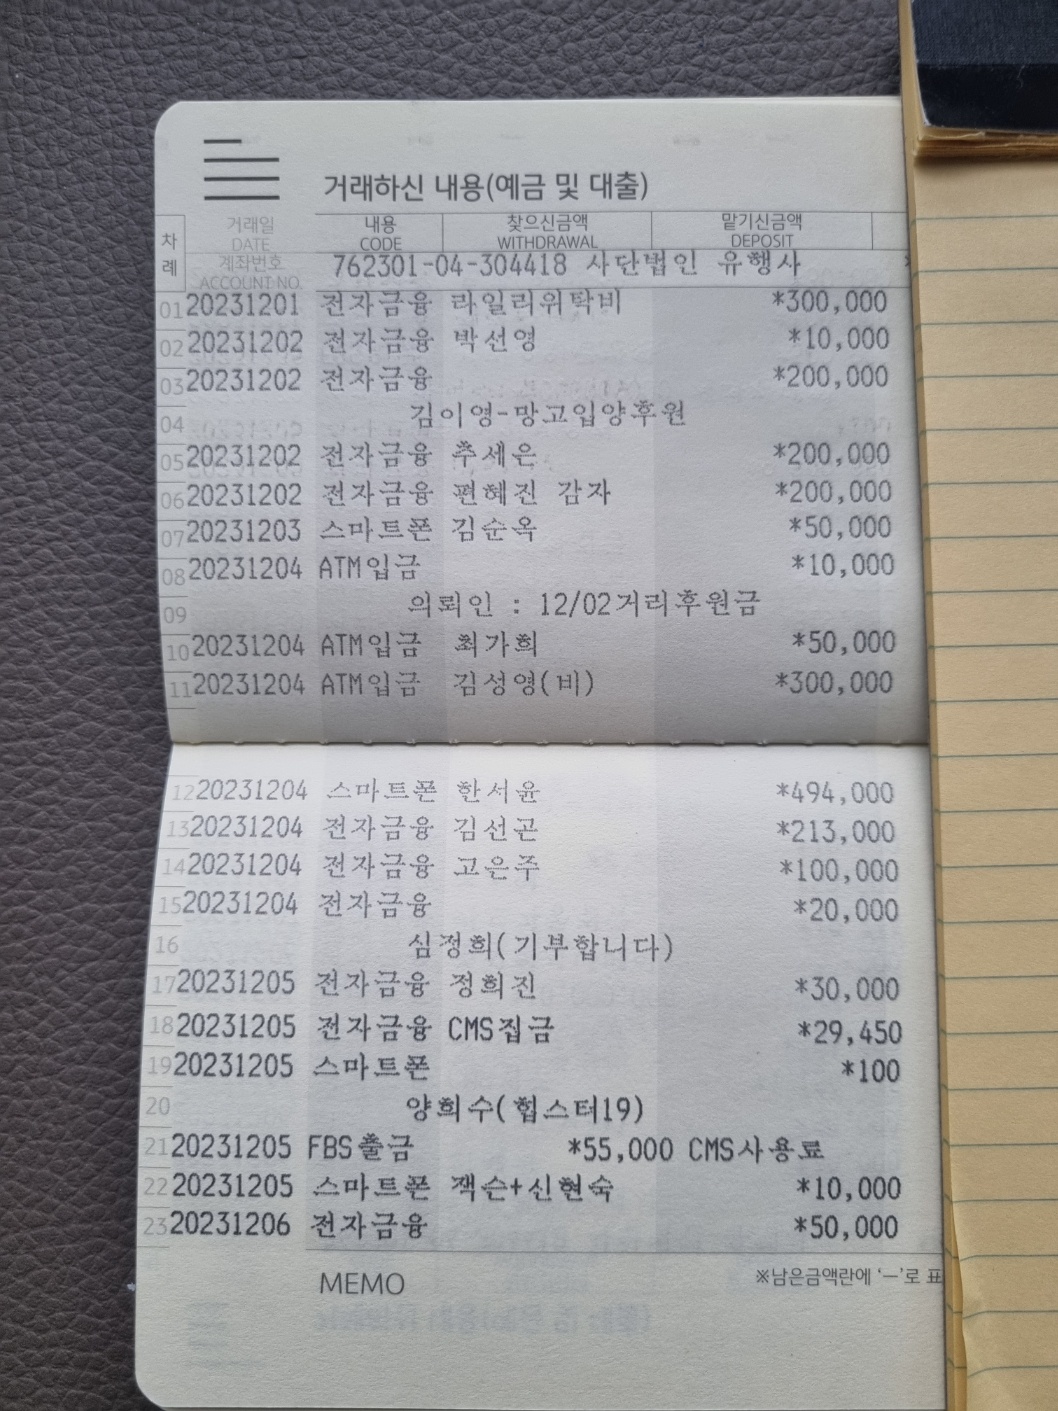 거래하신 내용(예금 및 대출)
차례 거래일 DATE 내용 CODE 찾으신금액 WITHDRAWAL 맡기신금액 DEPOSIT
계좌번호 ACCOUNT NO. 762301-04-304418 사단법인 유행사 *
01 20231201 전자금융 라일리위탁비 *300,000
02 20231202 전자금융 박선영 *10,000
03 20231202 전자금융 *200,000
04 김이영-망고입양후원
05 20231202 전자금융 추세은 *200,000
06 20231202 전자금융 편혜진 감자 *200,000
07 20231203 스마트폰 김순옥 *50,000
08 20231204 ATM입금 *10,000
09 의뢰인 : 12/02거리후원금
10 20231204 ATM입금 최가희 *50,000
11 20231204 ATM입금 김성영(비) *300,000
12 20231204 스마트폰 한서윤 *494,000
13 20231204 전자금융 김선곤 *213,000
14 20231204 전자금융 고은주 *100,000
15 20231204 전자금융 *20,000
16 심정희(기부합니다)
17 20231205 전자금융 정희진 *30,000
18 20231205 전자금융 CMS집금 *29,450
19 20231205 스마트폰 *100
20 양희수(힙스터19)
21 20231205 FBS출금 *55,000 CMS사용료
22 20231205 스마트폰 잭슨+신현숙 *10,000
23 20231206 전자금융 *50,000
MEMO ※남은금액란에 ‘－’로 표